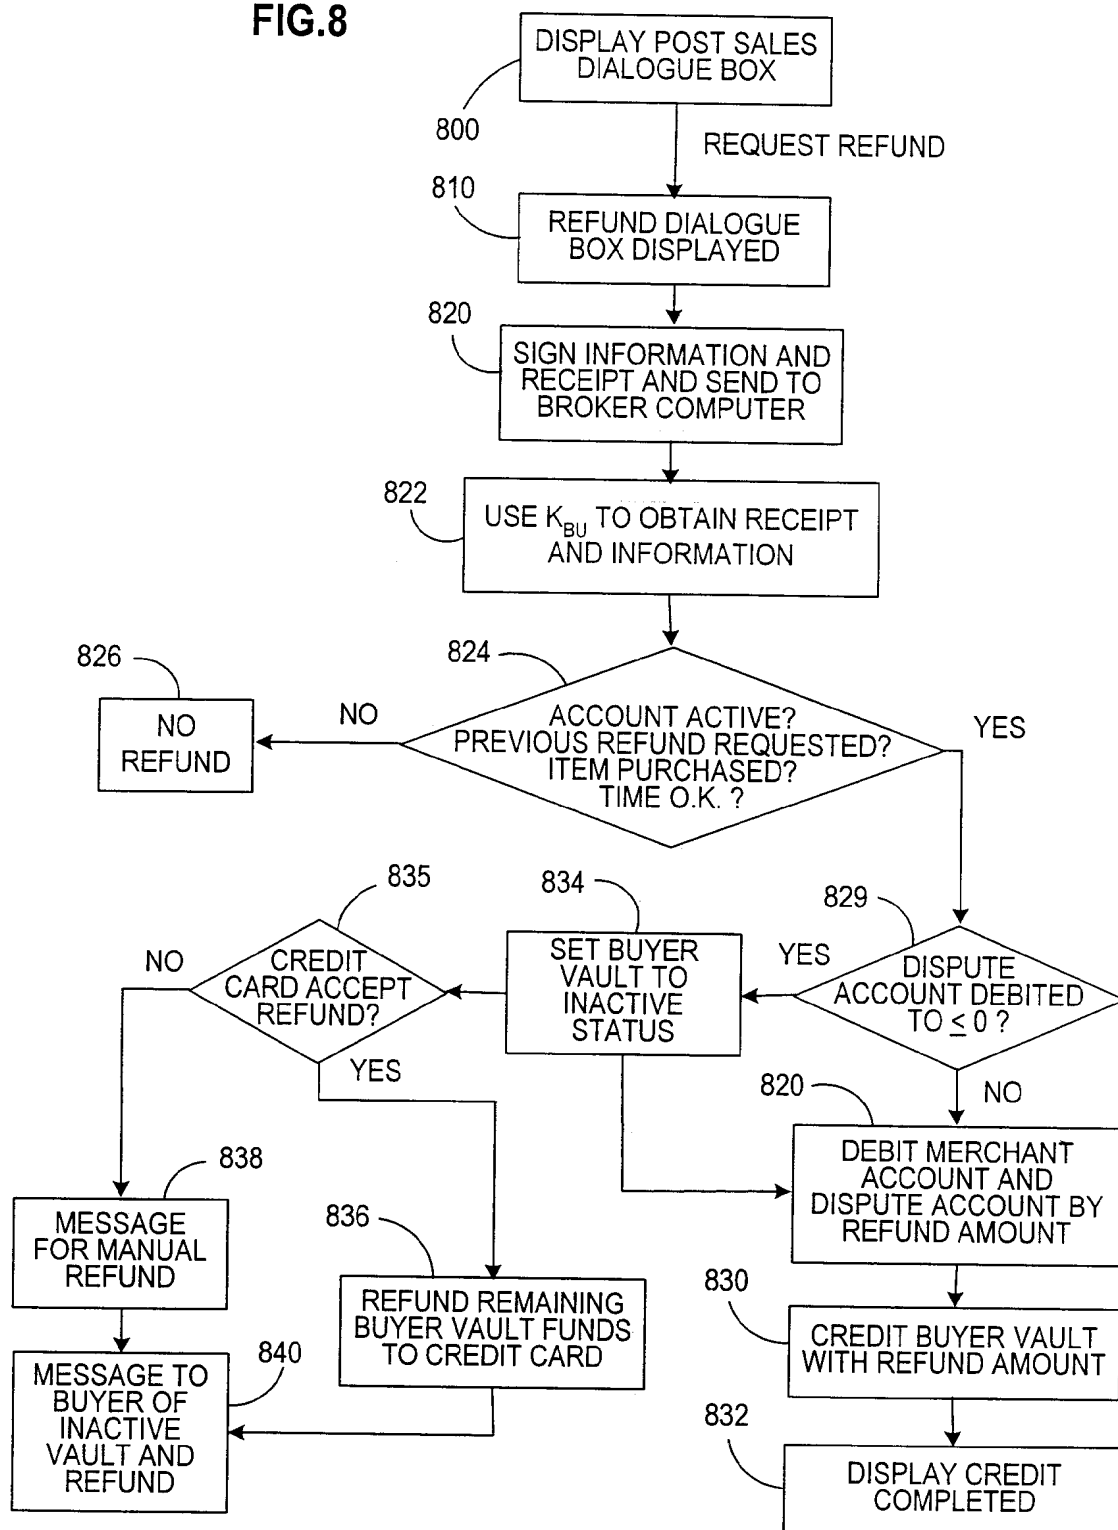 FIG.8
DISPLAY POST SALES
DIALOGUE BOX
800
REQUEST REFUND
810
REFUND DIALOGUE
BOX DISPLAYED
820
SIGN INFORMATION AND
RECEIPT AND SEND TO
BROKER COMPUTER
822
USE KBU TO OBTAIN RECEIPT
AND INFORMATION
824
826
NO
REFUND
NO
ACCOUNT ACTIVE?
PREVIOUS REFUND REQUESTED?
ITEM PURCHASED?
TIME O.K. ?
YES
829
DISPUTE
ACCOUNT DEBITED
TO ≤ 0 ?
YES
834
SET BUYER
VAULT TO
INACTIVE
STATUS
835
CREDIT
CARD ACCEPT
REFUND?
NO
YES
NO
820
DEBIT MERCHANT
ACCOUNT AND
DISPUTE ACCOUNT BY
REFUND AMOUNT
838
MESSAGE
FOR MANUAL
REFUND
836
REFUND REMAINING
BUYER VAULT FUNDS
TO CREDIT CARD
830
CREDIT BUYER VAULT
WITH REFUND AMOUNT
840
MESSAGE TO
BUYER OF
INACTIVE
VAULT AND
REFUND
832
DISPLAY CREDIT
COMPLETED